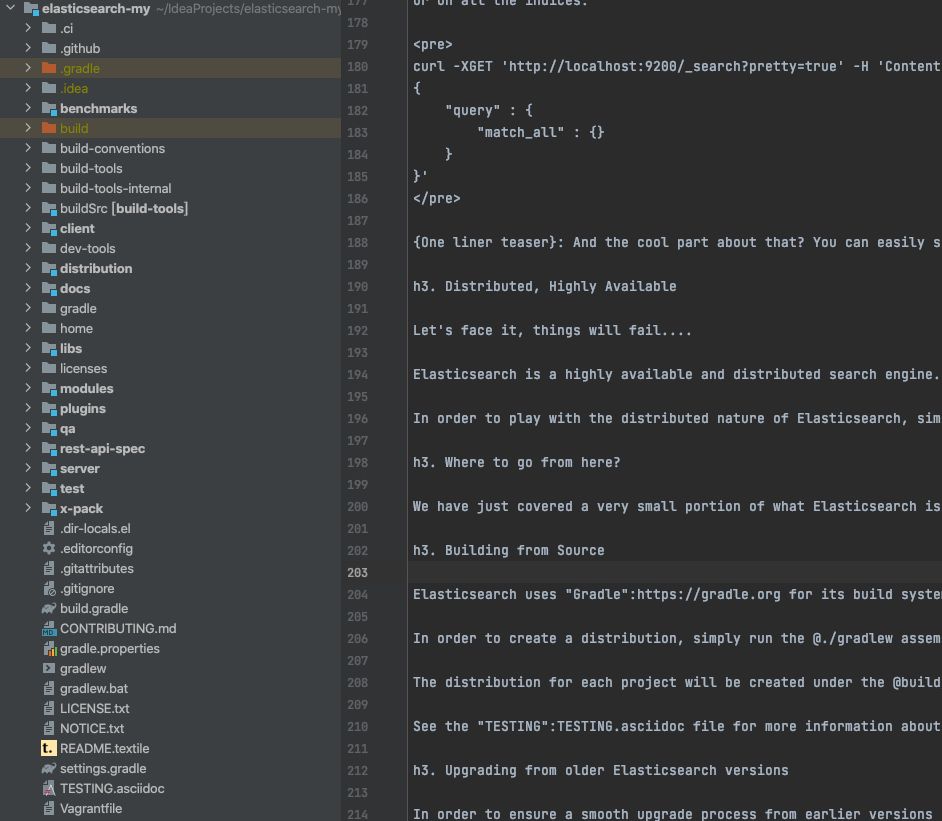 elasticsearch-my ~/IdeaProjects/elasticsearch-my
.ci
.github
.gradle
.idea
benchmarks
build
build-conventions
build-tools
build-tools-internal
buildSrc [build-tools]
client
dev-tools
distribution
docs
gradle
home
libs
licenses
modules
plugins
qa
rest-api-spec
server
test
x-pack
.dir-locals.el
.editorconfig
.gitattributes
.gitignore
build.gradle
CONTRIBUTING.md
gradle.properties
gradlew
gradlew.bat
LICENSE.txt
NOTICE.txt
t. README.textile
settings.gradle
TESTING.asciidoc
Vagrantfile
177 or on all the indices.
178
179 <pre>
180 curl -XGET 'http://localhost:9200/_search?pretty=true' -H 'Content
181 {
182 "query" : {
183 "match_all" : {}
184 }
185 }'
186 </pre>
187
188 {One liner teaser}: And the cool part about that? You can easily s
189
190 h3. Distributed, Highly Available
191
192 Let's face it, things will fail....
193
194 Elasticsearch is a highly available and distributed search engine.
195
196 In order to play with the distributed nature of Elasticsearch, sim
197
198 h3. Where to go from here?
199
200 We have just covered a very small portion of what Elasticsearch is
201
202 h3. Building from Source
203
204 Elasticsearch uses "Gradle":https://gradle.org for its build system
205
206 In order to create a distribution, simply run the @./gradlew assem
207
208 The distribution for each project will be created under the @build
209
210 See the "TESTING":TESTING.asciidoc file for more information about
211
212 h3. Upgrading from older Elasticsearch versions
213
214 In order to ensure a smooth upgrade process from earlier versions